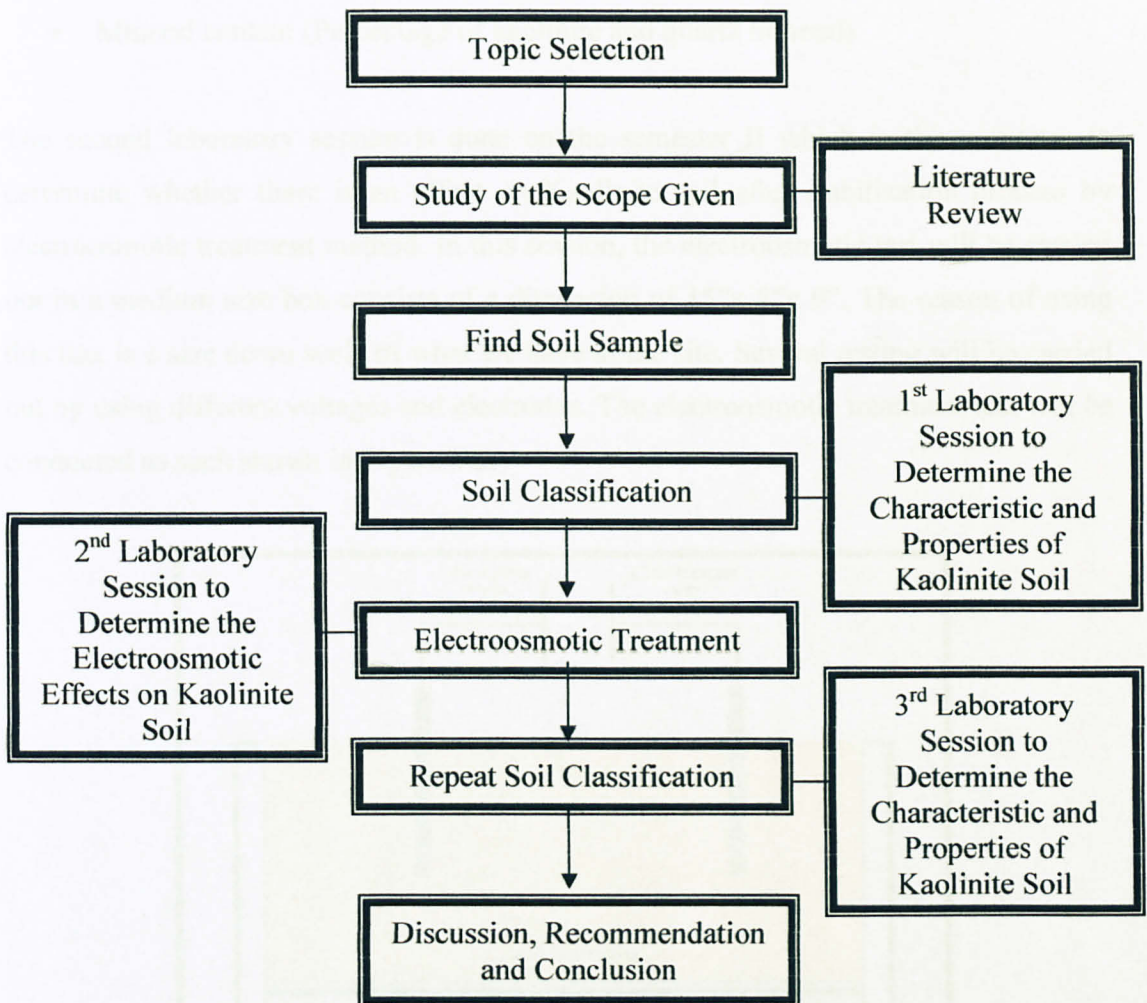 Topic Selection
Study of the Scope Given
Literature
Review
Find Soil Sample
1st Laboratory
Session to
Determine the
Characteristic and
Properties of
Kaolinite Soil
Soil Classification
2nd Laboratory
Session to
Determine the
Electroosmotic
Effects on Kaolinite
Soil
Electroosmotic Treatment
3rd Laboratory
Session to
Determine the
Characteristic and
Properties of
Kaolinite Soil
Repeat Soil Classification
Discussion, Recommendation
and Conclusion